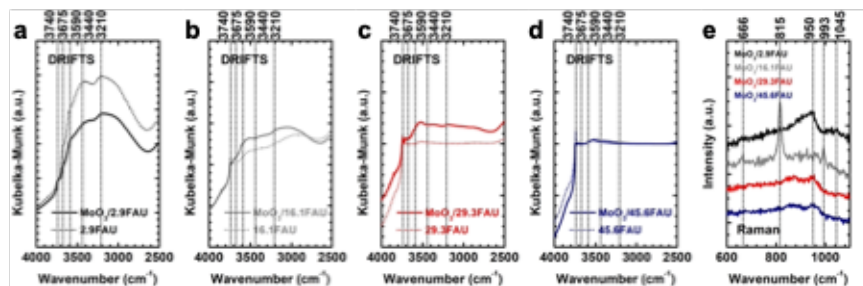 a
3740
3675
3590
3440
3210
DRIFTS
Kubelka-Munk (a.u.)
MoO3/2.9FAU
2.9FAU
4000 3500 3000 2500
Wavenumber (cm-1)
b
3740
3675
3590
3440
3210
DRIFTS
Kubelka-Munk (a.u.)
MoO3/16.1FAU
16.1FAU
4000 3500 3000 2500
Wavenumber (cm-1)
c
3740
3675
3590
3440
3210
DRIFTS
Kubelka-Munk (a.u.)
MoO3/29.3FAU
29.3FAU
4000 3500 3000 2500
Wavenumber (cm-1)
d
3740
3675
3590
3440
3210
DRIFTS
Kubelka-Munk (a.u.)
MoO3/45.6FAU
45.6FAU
4000 3500 3000 2500
Wavenumber (cm-1)
e
666
815
950
993
1045
MoO3/2.9FAU
MoO3/16.1FAU
MoO3/29.3FAU
MoO3/45.6FAU
Intensity (a.u.)
Raman
600 800 1000
Wavenumber (cm-1)